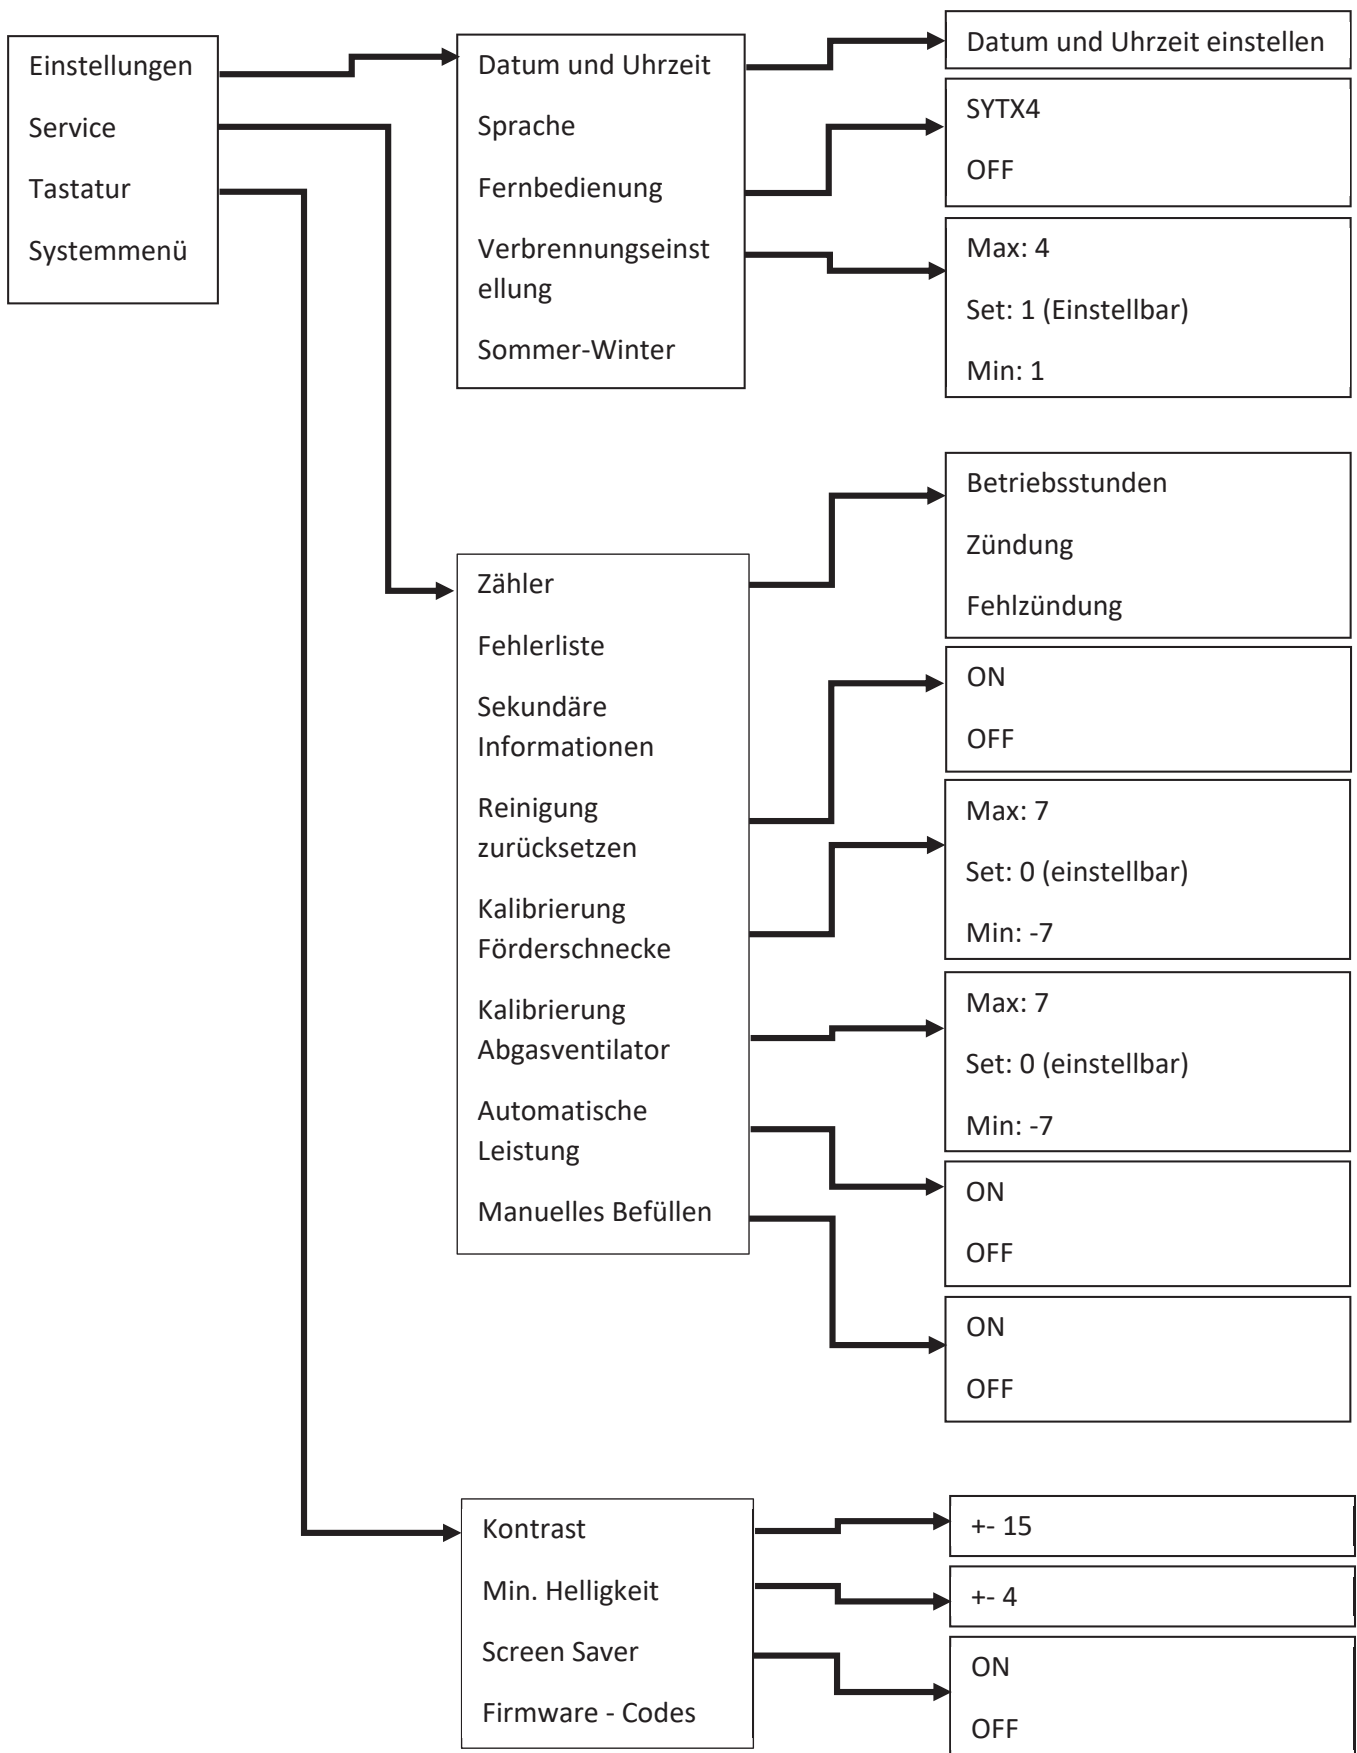 Einstellungen
Service
Tastatur
Systemmenü
Datum und Uhrzeit
Sprache
Fernbedienung
Verbrennungseinst
ellung
Sommer-Winter
Datum und Uhrzeit einstellen
SYTX4
OFF
Max: 4
Set: 1 (Einstellbar)
Min: 1
Zähler
Fehlerliste
Sekundäre
Informationen
Reinigung
zurücksetzen
Kalibrierung
Förderschnecke
Kalibrierung
Abgasventilator
Automatische
Leistung
Manuelles Befüllen
Betriebsstunden
Zündung
Fehlzündung
ON
OFF
Max: 7
Set: 0 (einstellbar)
Min: -7
Max: 7
Set: 0 (einstellbar)
Min: -7
ON
OFF
ON
OFF
Kontrast
Min. Helligkeit
Screen Saver
Firmware - Codes
+- 15
+- 4
ON
OFF